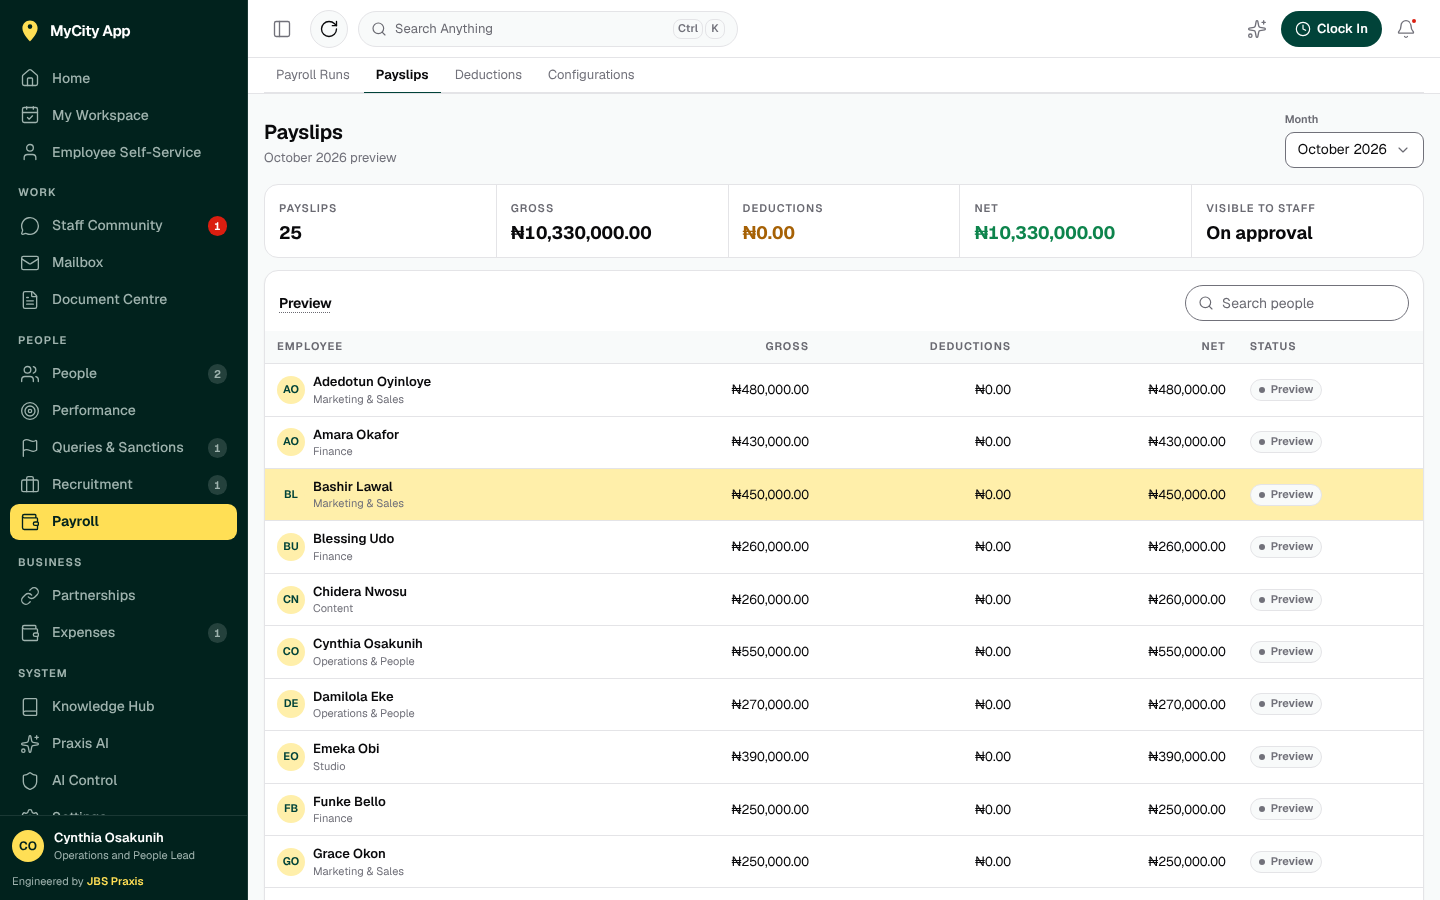 MyCity App
Home
My Workspace
Employee Self-Service
WORK
Staff Community 1
Mailbox
Document Centre
PEOPLE
People 2
Performance
Queries & Sanctions 1
Recruitment 1
Payroll
BUSINESS
Partnerships
Expenses 1
SYSTEM
Knowledge Hub
Praxis AI
AI Control
Settings
CO Cynthia Osakunih
Operations and People Lead
Engineered by JBS Praxis
Search Anything Ctrl K
Clock In
Payroll Runs Payslips Deductions Configurations
Payslips
October 2026 preview
Month
October 2026
PAYSLIPS GROSS DEDUCTIONS NET VISIBLE TO STAFF
25 ₦10,330,000.00 ₦0.00 ₦10,330,000.00 On approval
Preview Search people
EMPLOYEE GROSS DEDUCTIONS NET STATUS
AO Adedotun Oyinloye ₦480,000.00 ₦0.00 ₦480,000.00 Preview
Marketing & Sales
AO Amara Okafor ₦430,000.00 ₦0.00 ₦430,000.00 Preview
Finance
BL Bashir Lawal ₦450,000.00 ₦0.00 ₦450,000.00 Preview
Marketing & Sales
BU Blessing Udo ₦260,000.00 ₦0.00 ₦260,000.00 Preview
Finance
CN Chidera Nwosu ₦260,000.00 ₦0.00 ₦260,000.00 Preview
Content
CO Cynthia Osakunih ₦550,000.00 ₦0.00 ₦550,000.00 Preview
Operations & People
DE Damilola Eke ₦270,000.00 ₦0.00 ₦270,000.00 Preview
Operations & People
EO Emeka Obi ₦390,000.00 ₦0.00 ₦390,000.00 Preview
Studio
FB Funke Bello ₦250,000.00 ₦0.00 ₦250,000.00 Preview
Finance
GO Grace Okon ₦250,000.00 ₦0.00 ₦250,000.00 Preview
Marketing & Sales